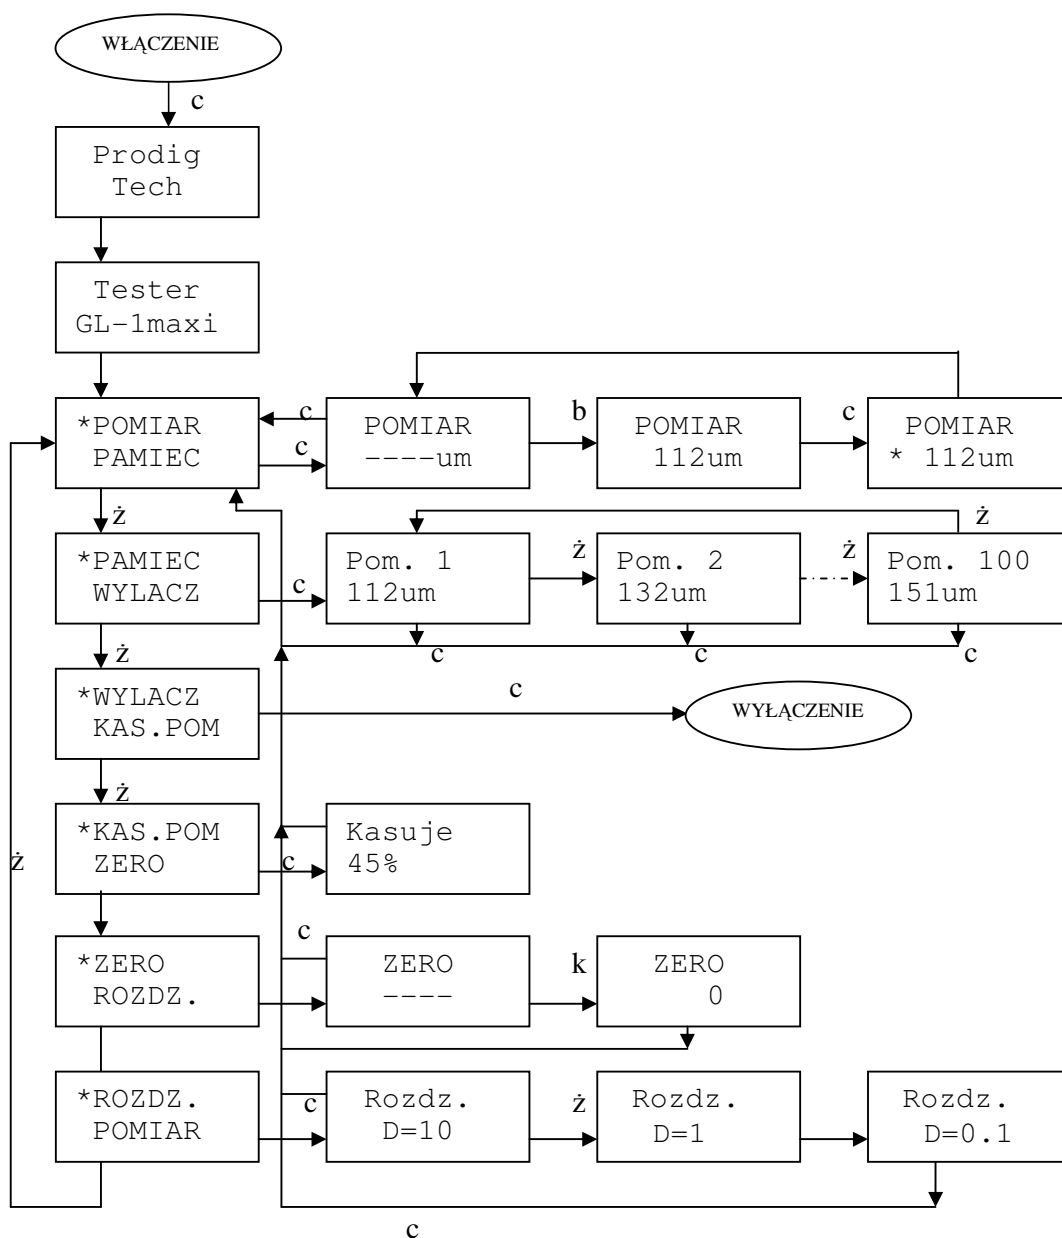 WŁĄCZENIE
c
Prodig
Tech
Tester
GL-1maxi
*POMIAR
PAMIEC
c
c
POMIAR
----um
b
POMIAR
112um
c
POMIAR
* 112um
ż
*PAMIEC
WYLACZ
c
Pom. 1
112um
ż
Pom. 2
132um
ż
ż
Pom. 100
151um
c
c
c
ż
*WYLACZ
KAS.POM
c
WYŁĄCZENIE
ż
ż
*KAS.POM
ZERO
c
Kasuje
45%
*ZERO
ROZDZ.
c
ZERO
----
k
ZERO
0
*ROZDZ.
POMIAR
c
Rozdz.
D=10
ż
Rozdz.
D=1
Rozdz.
D=0.1
c